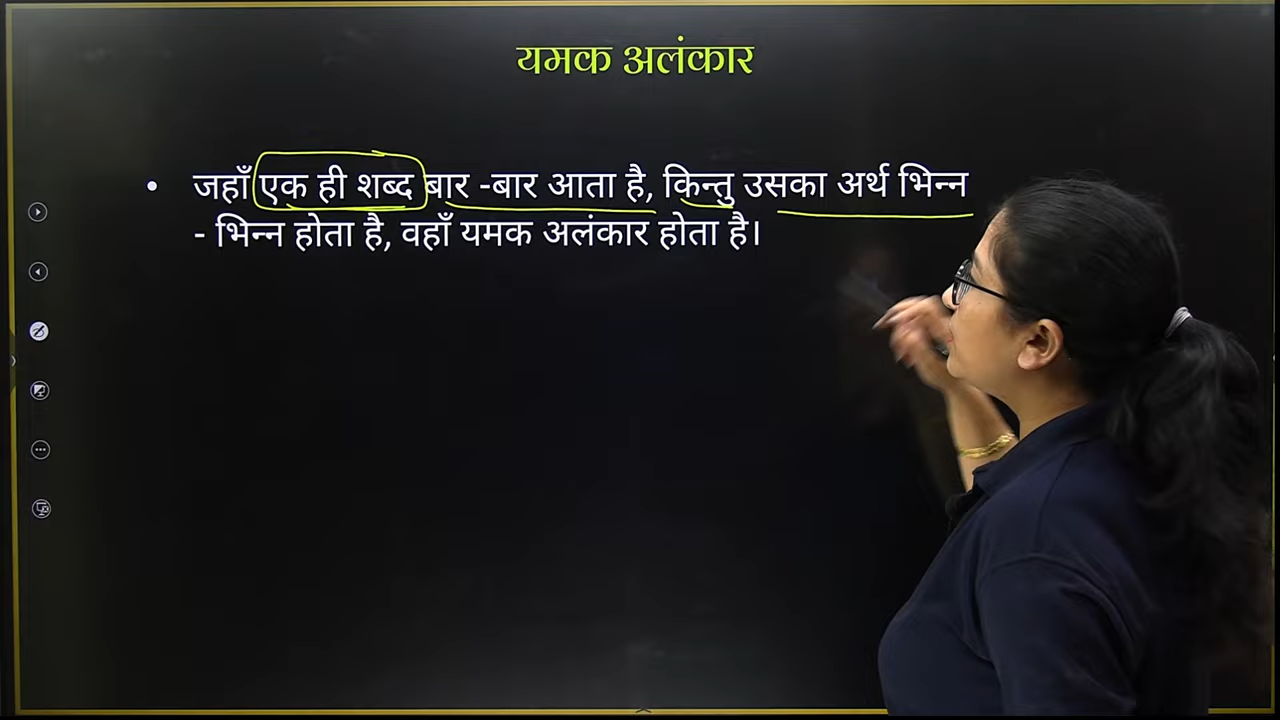 यमक अलंकार
• जहाँ एक ही शब्द बार -बार आता है, किन्तु उसका अर्थ भिन्न
- भिन्न होता है, वहाँ यमक अलंकार होता है।